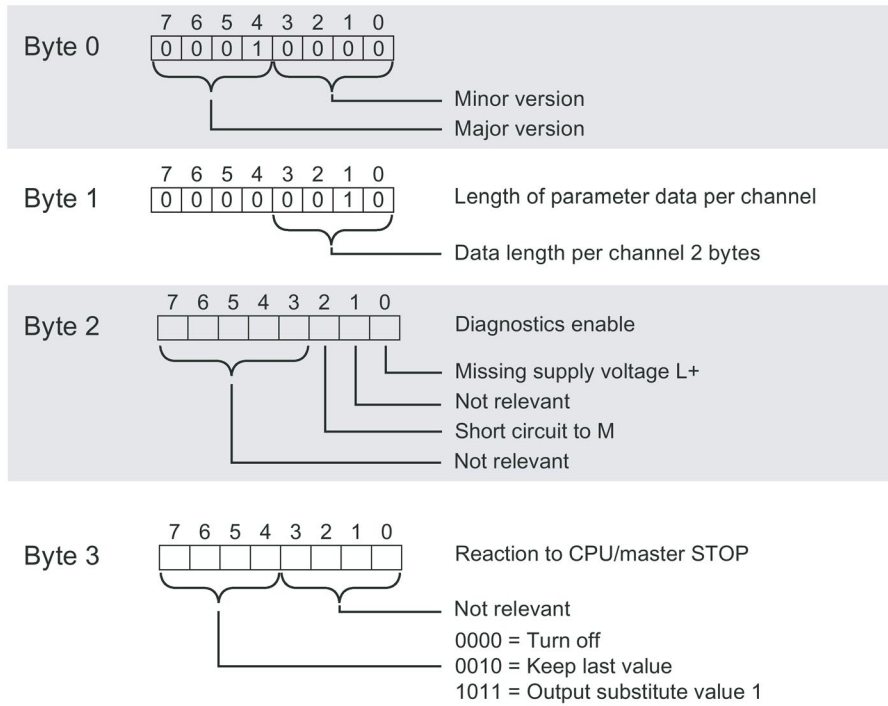 7 6 5 4 3 2 1 0
Byte 0 0 0 0 1 0 0 0 0
Minor version
Major version
7 6 5 4 3 2 1 0
Byte 1 0 0 0 0 0 0 1 0 Length of parameter data per channel
Data length per channel 2 bytes
7 6 5 4 3 2 1 0
Byte 2 Diagnostics enable
Missing supply voltage L+
Not relevant
Short circuit to M
Not relevant
7 6 5 4 3 2 1 0
Byte 3 Reaction to CPU/master STOP
Not relevant
0000 = Turn off
0010 = Keep last value
1011 = Output substitute value 1